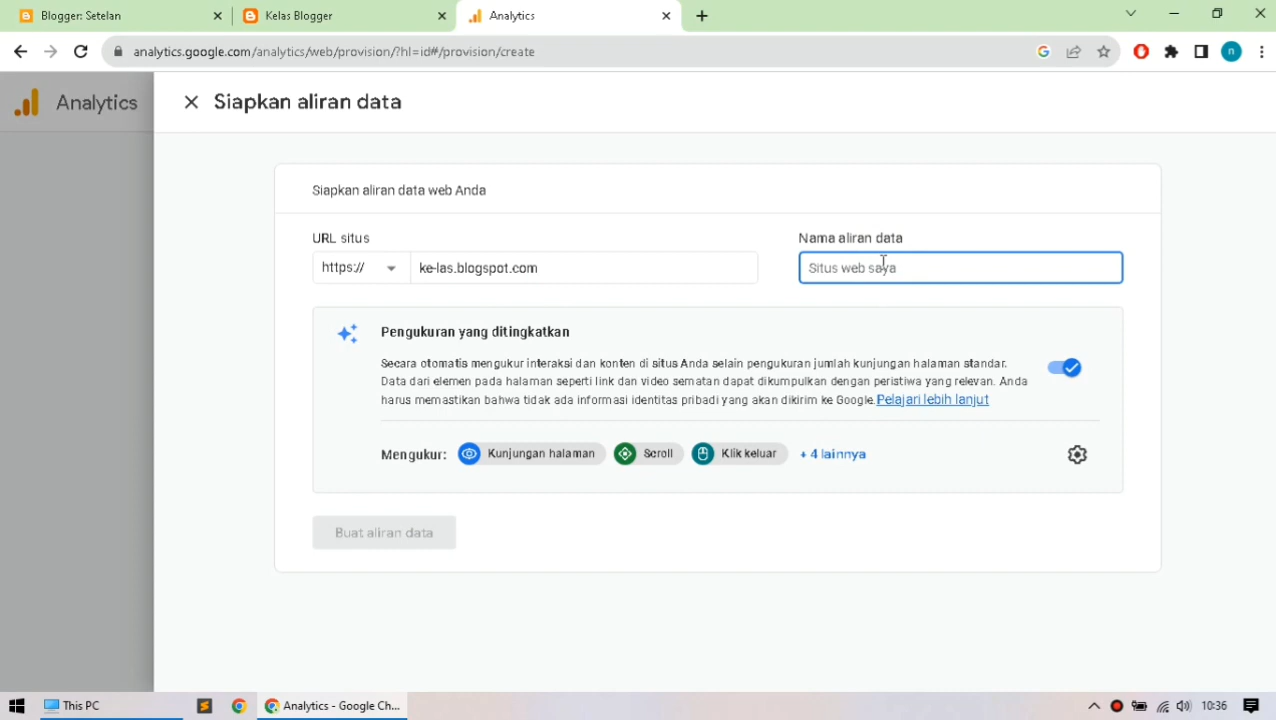 Blogger: Setelan
Kelas Blogger
Analytics
analytics.google.com/analytics/web/provision/?hl=id#/provision/create
n
Analytics
Siapkan aliran data
Siapkan aliran data web Anda
URL situs
Nama aliran data
https://
ke-las.blogspot.com
Situs web saya
Pengukuran yang ditingkatkan
Secara otomatis mengukur interaksi dan konten di situs Anda selain pengukuran jumlah kunjungan halaman standar.
Data dari elemen pada halaman seperti link dan video sematan dapat dikumpulkan dengan peristiwa yang relevan. Anda
harus memastikan bahwa tidak ada informasi identitas pribadi yang akan dikirim ke Google. Pelajari lebih lanjut
Mengukur:
Kunjungan halaman
Scroll
Klik keluar
+ 4 lainnya
Buat aliran data
This PC
Analytics - Google Ch...
10:36